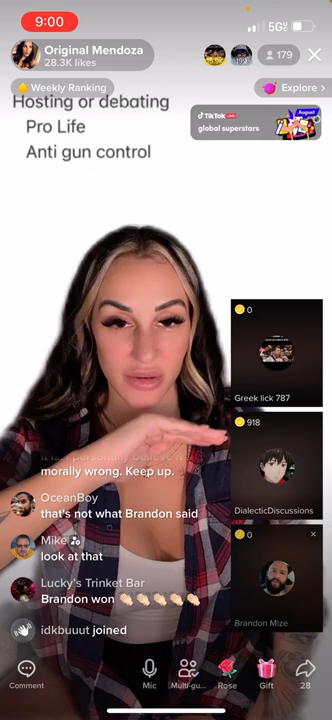 9:00
5G
Original Mendoza
28.3K likes
179
Weekly Ranking
Explore
Hosting or debating
Pro Life
Anti gun control
TikTok LIVE
August
global superstars
0
Greek lick 787
918
DialecticDiscussions
0
Brandon Mize
morally wrong. Keep up.
OceanBoy
that's not what Brandon said
Mike
look at that
Lucky's Trinket Bar
Brandon won 👏🏻👏🏻👏🏻👏🏻👏🏻
idkbuuut joined
Comment
Mic
Multi-gu...
Rose
Gift
28